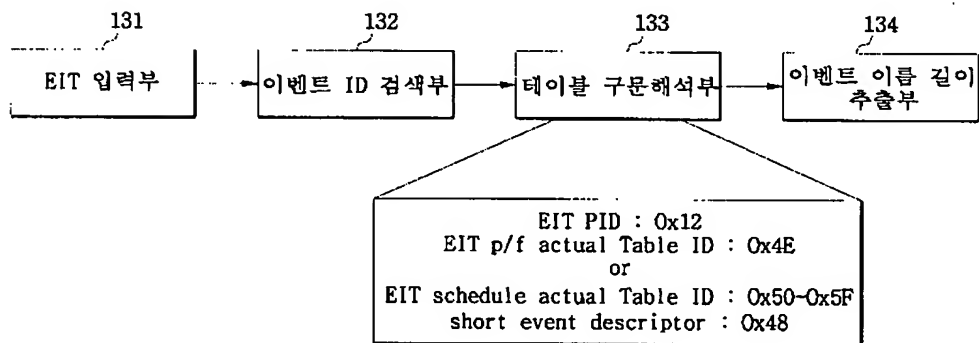 131
132
133
134
EIT 입력부
이벤트 ID 검색부
테이블 구문해석부
이벤트 이름 길이
추출부
EIT PID : 0x12
EIT p/f actual Table ID : 0x4E
or
EIT schedule actual Table ID : 0x50-0x5F
short event descriptor : 0x48